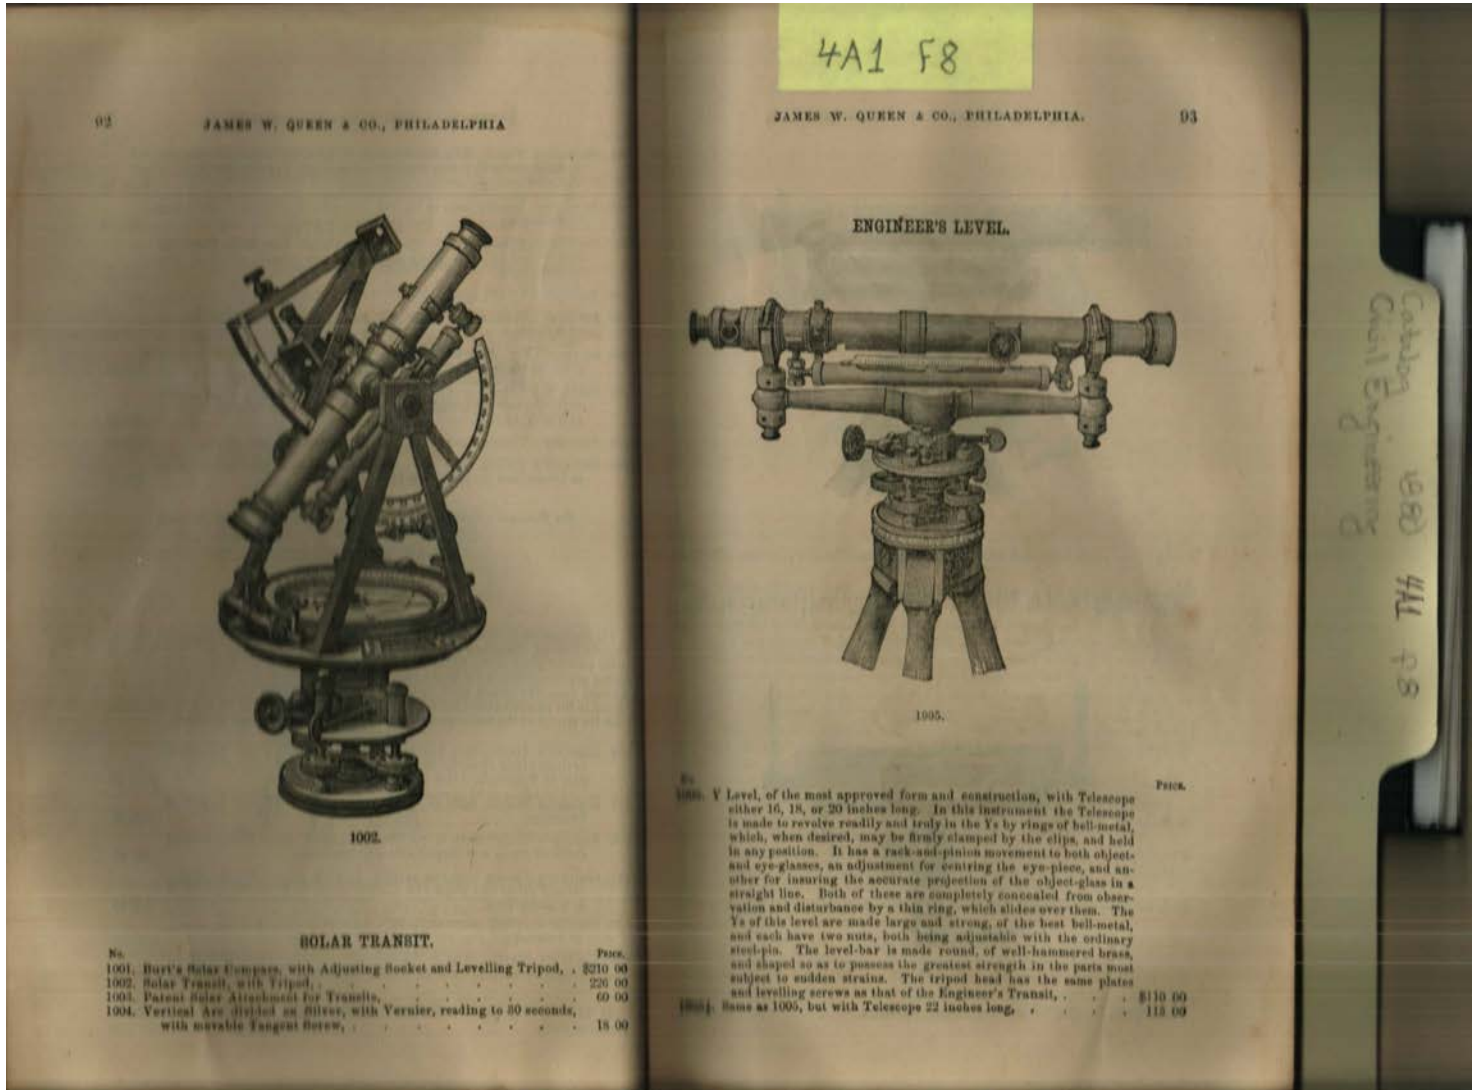 4A1 F8
92
JAMES W. QUEEN & CO., PHILADELPHIA
1002.
SOLAR TRANSIT.
No. PRICE.
1001. Burt's Solar Compass, with Adjusting Socket and Levelling Tripod, . $210 00
1002. Solar Transit, with Tripod, . . . . . . . 226 00
1003. Patent Solar Attachment for Transits, . . . . . . 60 00
1004. Vertical Arc divided on Silver, with Vernier, reading to 30 seconds,
with movable Tangent Screw, . . . . . . . 18 00
JAMES W. QUEEN & CO., PHILADELPHIA.
93
ENGINEER'S LEVEL.
1005.
No. PRICE.
1005. Y Level, of the most approved form and construction, with Telescope
either 16, 18, or 20 inches long. In this instrument the Telescope
is made to revolve readily and truly in the Ys by rings of bell-metal,
which, when desired, may be firmly clamped by the clips, and held
in any position. It has a rack-and-pinion movement to both object-
and eye-glasses, an adjustment for centring the eye-piece, and an-
other for insuring the accurate projection of the object-glass in a
straight line. Both of these are completely concealed from obser-
vation and disturbance by a thin ring, which slides over them. The
Ys of this level are made large and strong, of the best bell-metal,
and each have two nuts, both being adjustable with the ordinary
steel-pin. The level-bar is made round, of well-hammered brass,
and shaped so as to possess the greatest strength in the parts most
subject to sudden strains. The tripod head has the same plates
and levelling screws as that of the Engineer's Transit, . . . $110 00
Same as 1005, but with Telescope 22 inches long, . . . . 115 00
Catalog 1880 4A1 F8
Civil Engineering